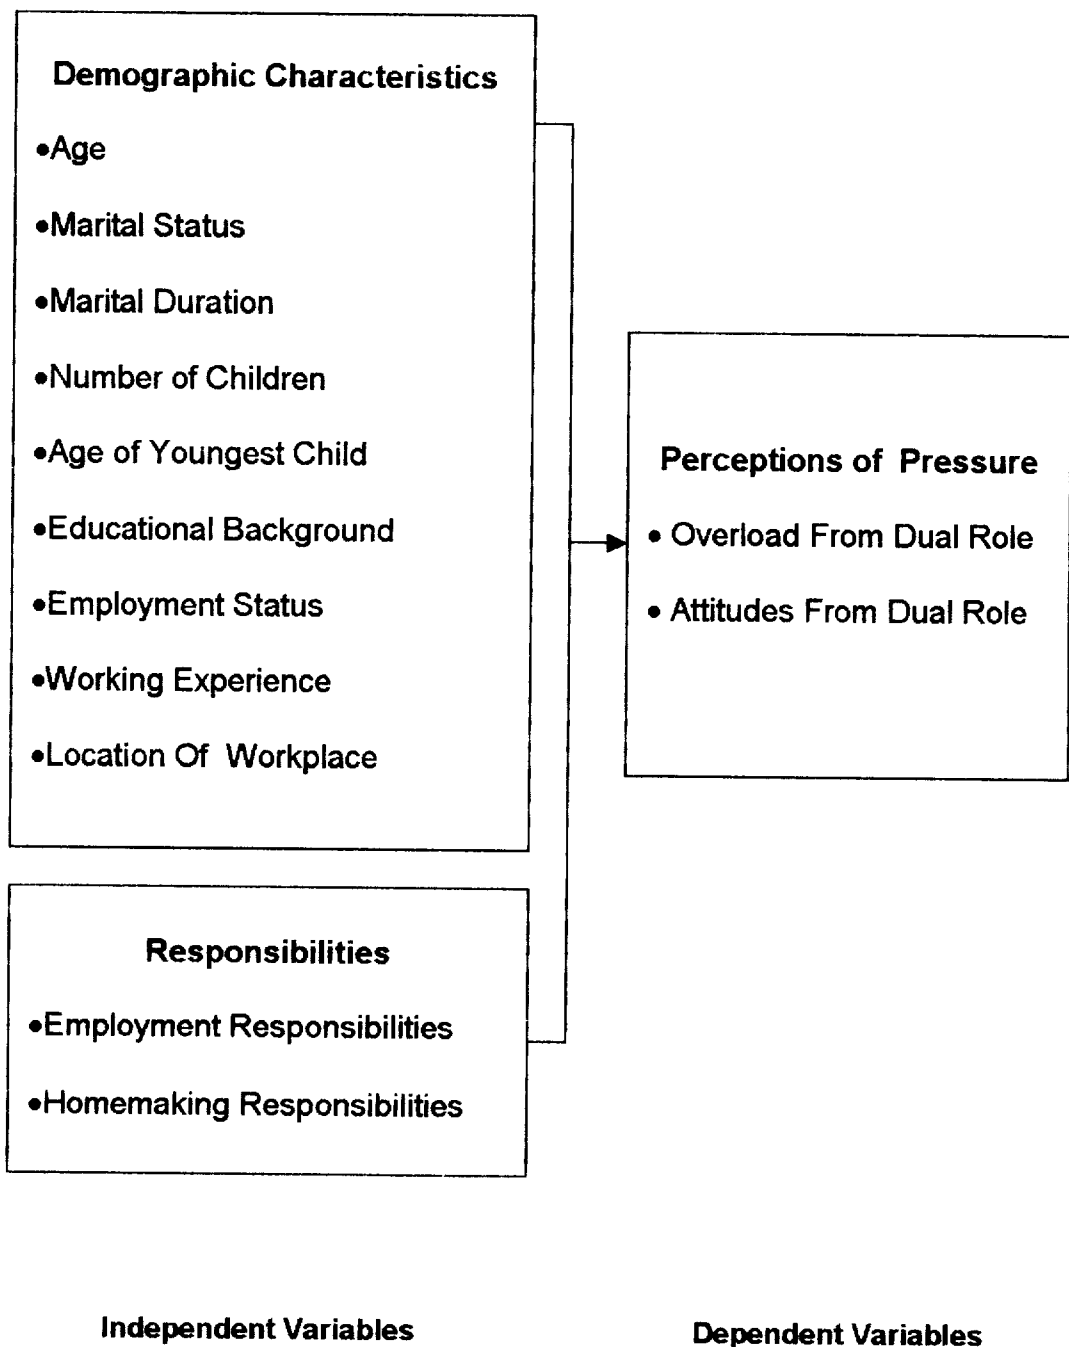 Demographic Characteristics
•Age
•Marital Status
•Marital Duration
•Number of Children
•Age of Youngest Child
•Educational Background
•Employment Status
•Working Experience
•Location Of Workplace
Responsibilities
•Employment Responsibilities
•Homemaking Responsibilities
Perceptions of Pressure
• Overload From Dual Role
• Attitudes From Dual Role
Independent Variables
Dependent Variables